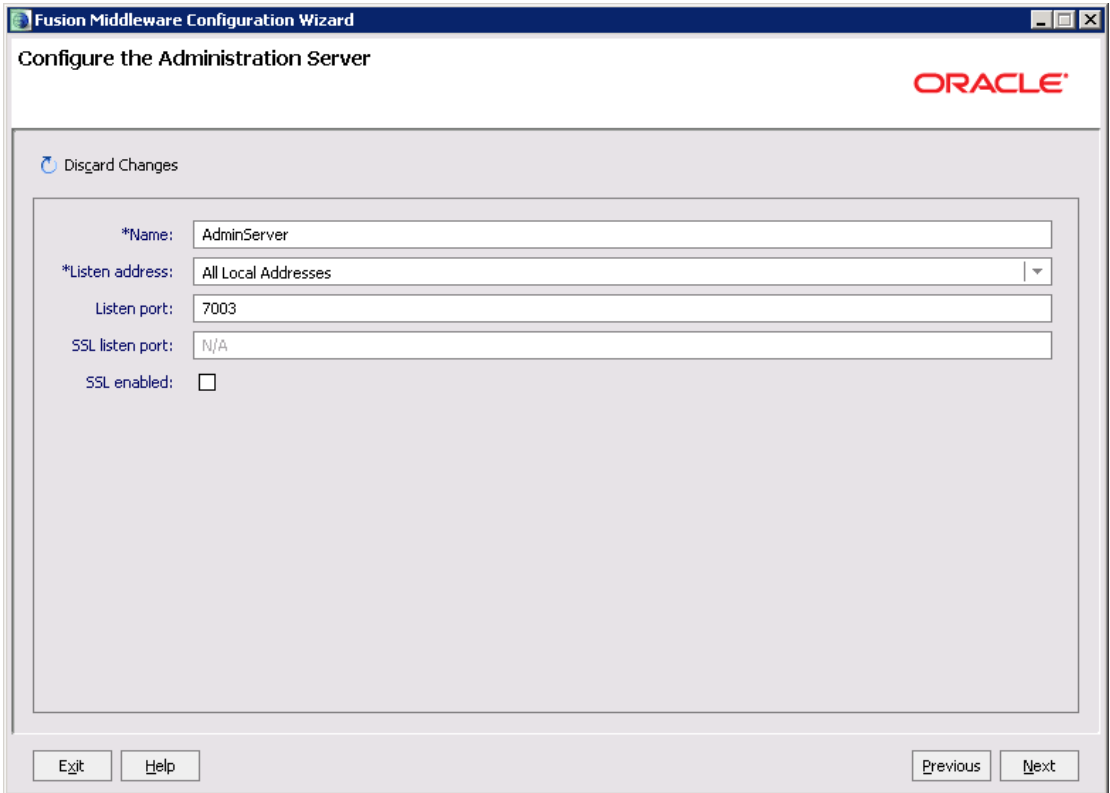 Fusion Middleware Configuration Wizard
Configure the Administration Server
ORACLE
Discard Changes
*Name: AdminServer
*Listen address: All Local Addresses
Listen port: 7003
SSL listen port: N/A
SSL enabled:
Exit Help Previous Next